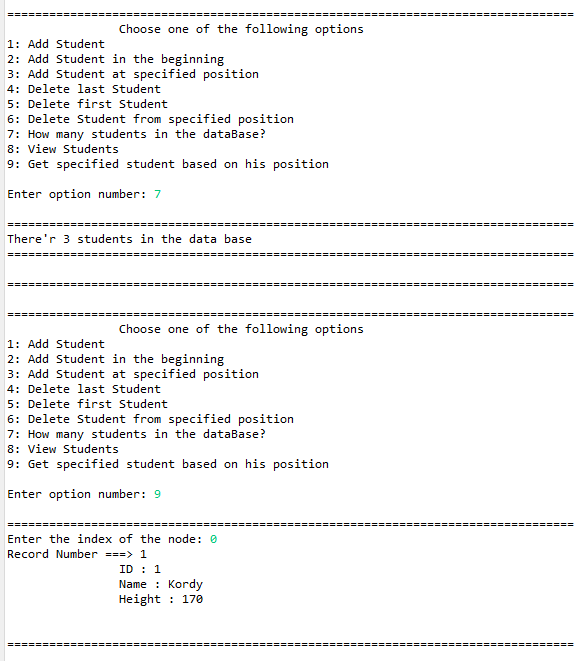 ================================================================================
Choose one of the following options
1: Add Student
2: Add Student in the beginning
3: Add Student at specified position
4: Delete last Student
5: Delete first Student
6: Delete Student from specified position
7: How many students in the dataBase?
8: View Students
9: Get specified student based on his position
Enter option number: 7
================================================================================
There'r 3 students in the data base
================================================================================
================================================================================
================================================================================
Choose one of the following options
1: Add Student
2: Add Student in the beginning
3: Add Student at specified position
4: Delete last Student
5: Delete first Student
6: Delete Student from specified position
7: How many students in the dataBase?
8: View Students
9: Get specified student based on his position
Enter option number: 9
================================================================================
Enter the index of the node: 0
Record Number ===> 1
ID : 1
Name : Kordy
Height : 170
================================================================================